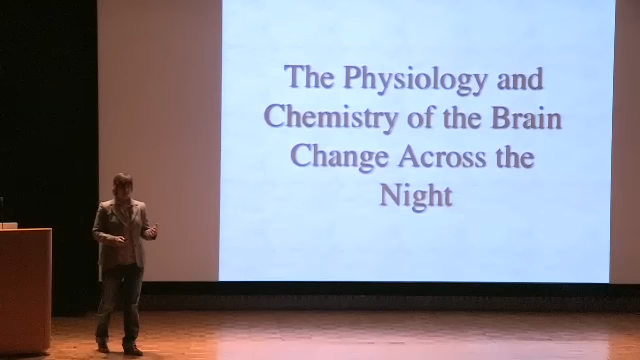 The Physiology and
Chemistry of the Brain
Change Across the
Night